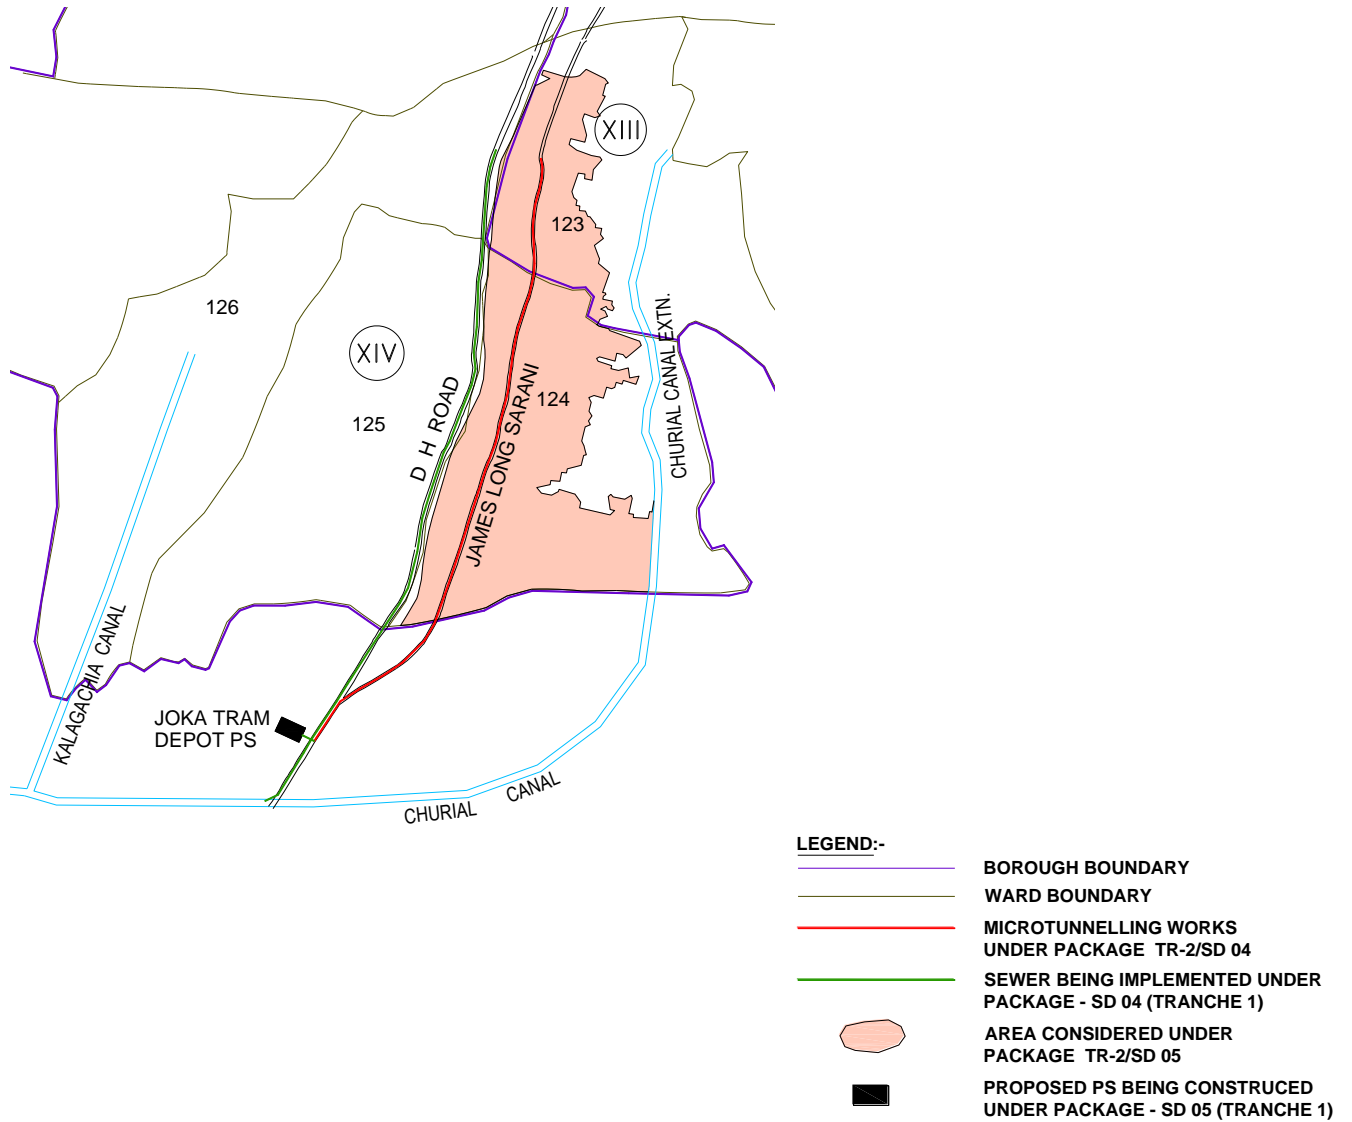 XIII
123
126
XIV
125
124
D H ROAD
JAMES LONG SARANI
CHURIAL CANAL EXTN.
KALAGACHIA CANAL
JOKA TRAM
DEPOT PS
CHURIAL CANAL
LEGEND:-
BOROUGH BOUNDARY
WARD BOUNDARY
MICROTUNNELLING WORKS
UNDER PACKAGE TR-2/SD 04
SEWER BEING IMPLEMENTED UNDER
PACKAGE - SD 04 (TRANCHE 1)
AREA CONSIDERED UNDER
PACKAGE TR-2/SD 05
PROPOSED PS BEING CONSTRUCED
UNDER PACKAGE - SD 05 (TRANCHE 1)